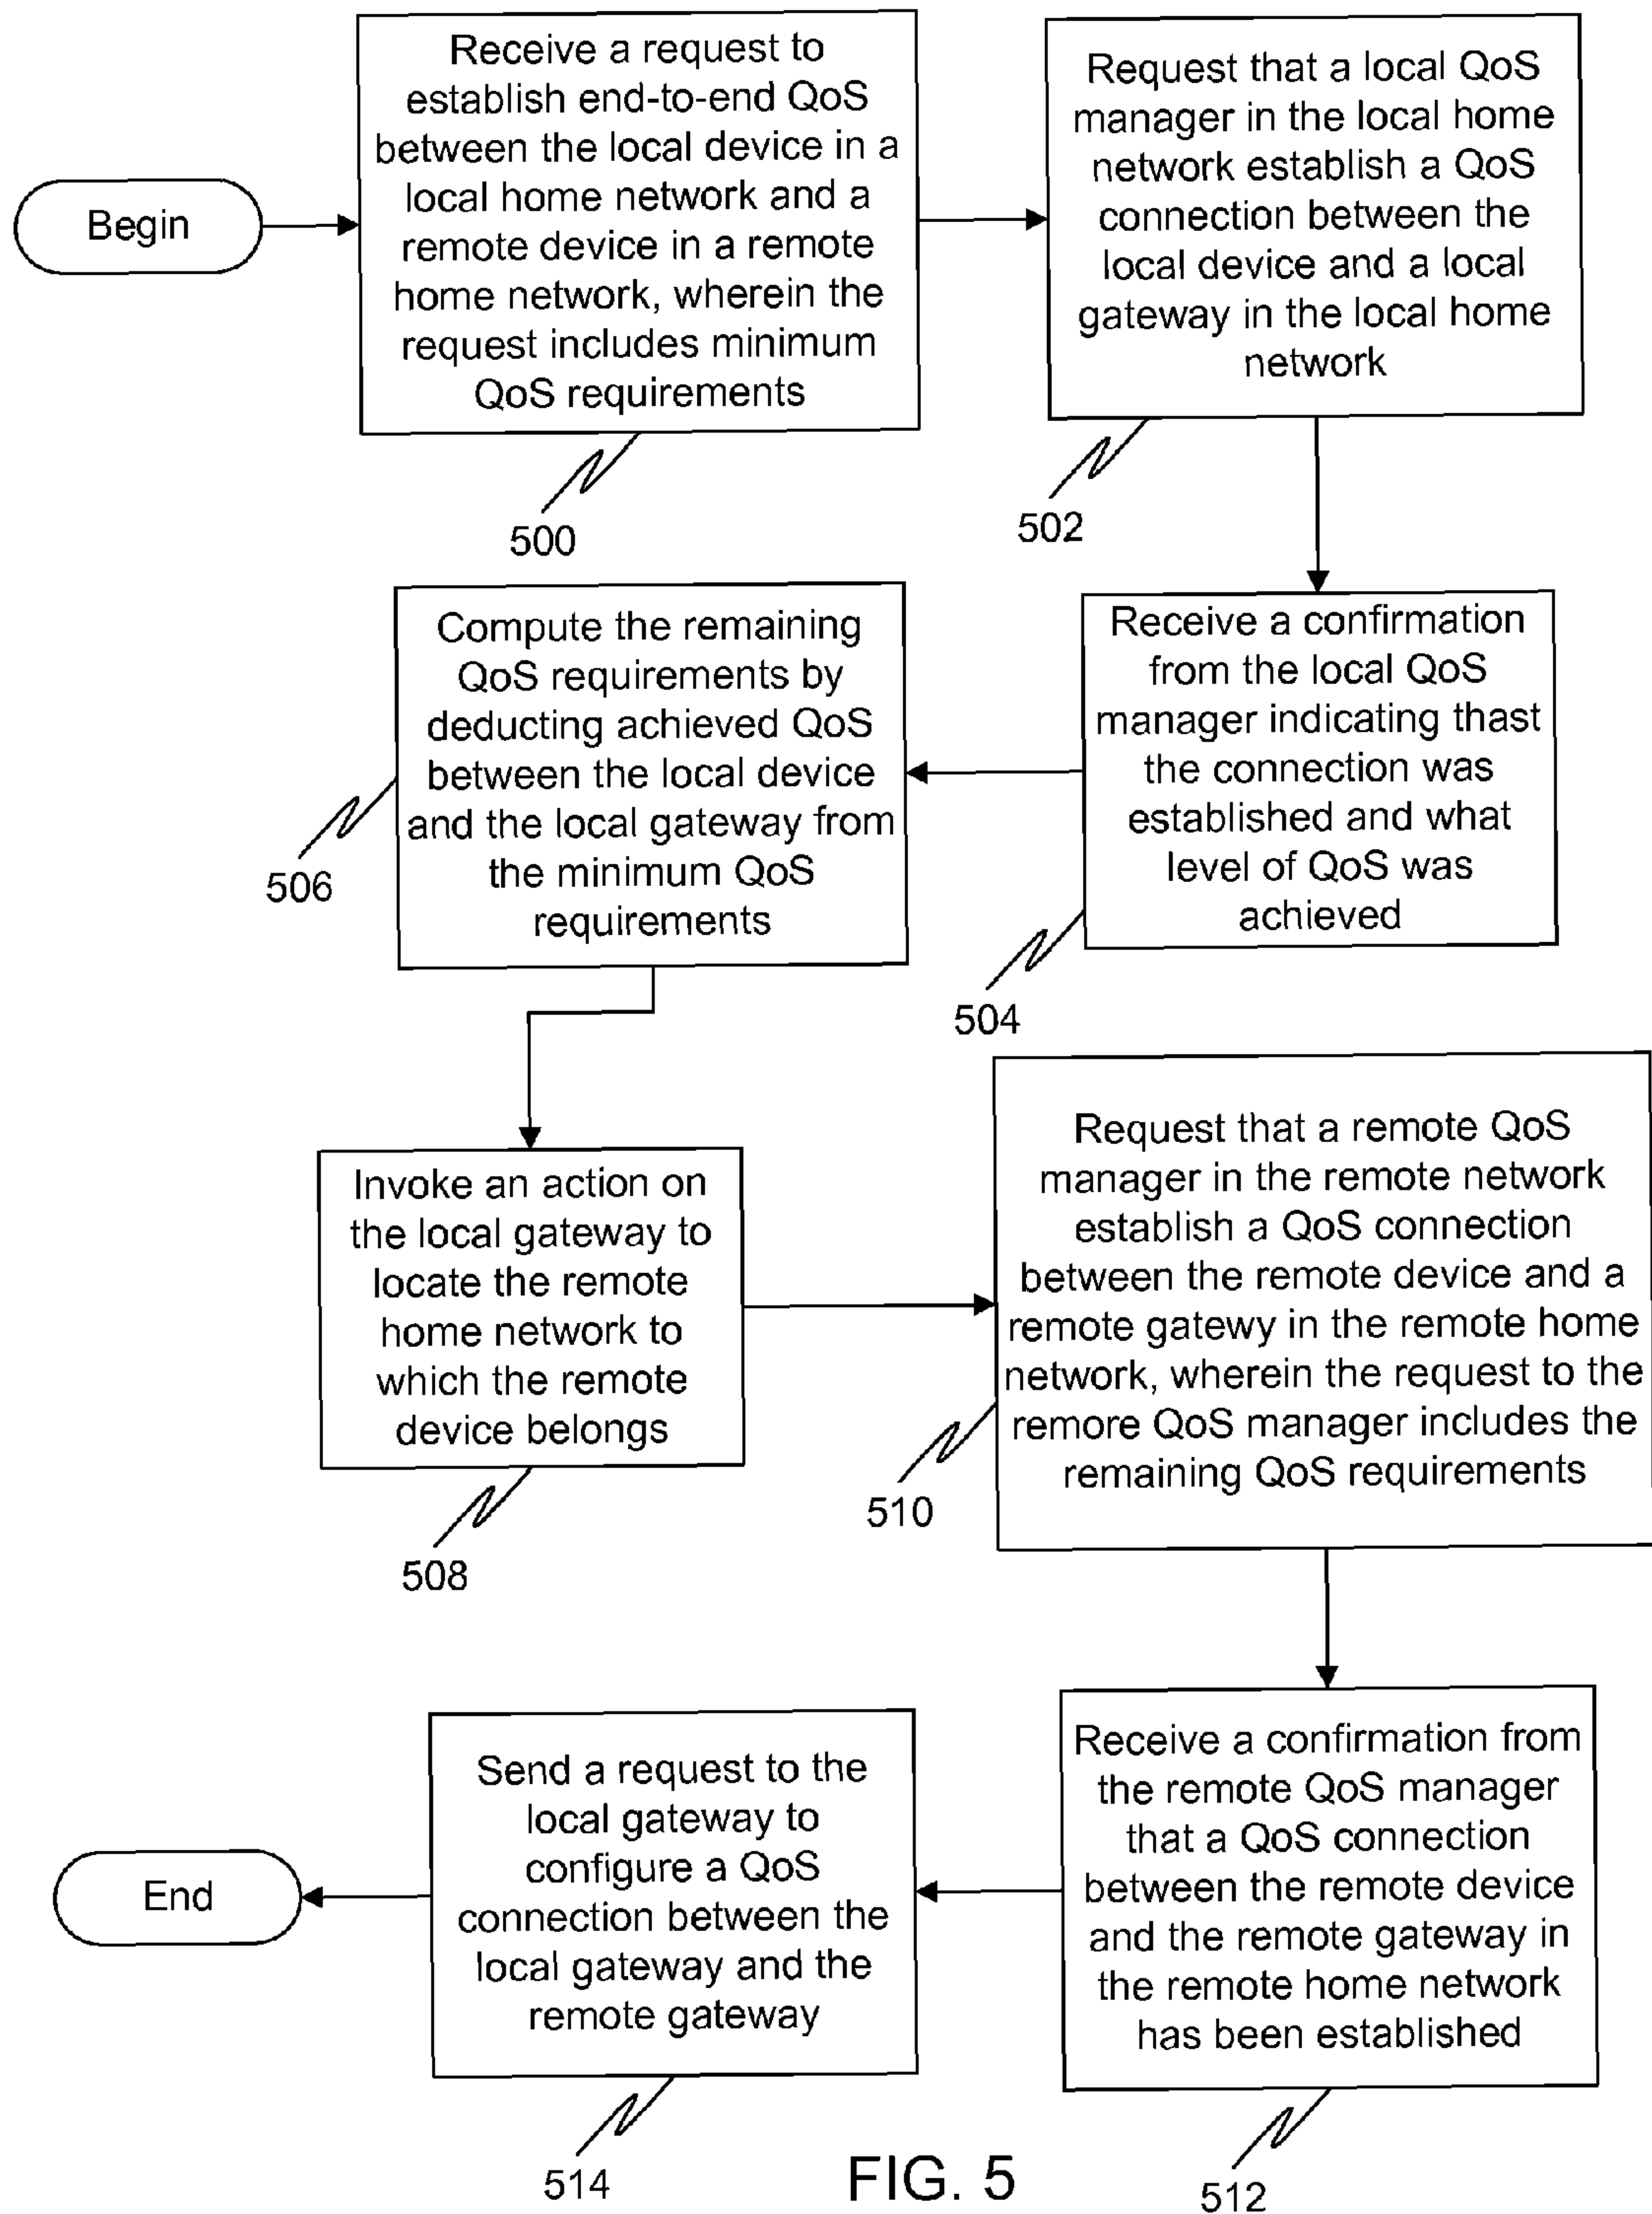 Begin
Receive a request to
establish end-to-end QoS
between the local device in a
local home network and a
remote device in a remote
home network, wherein the
request includes minimum
QoS requirements
500
Request that a local QoS
manager in the local home
network establish a QoS
connection between the
local device and a local
gateway in the local home
network
502
Receive a confirmation
from the local QoS
manager indicating thast
the connection was
established and what
level of QoS was
achieved
504
Compute the remaining
QoS requirements by
deducting achieved QoS
between the local device
and the local gateway from
the minimum QoS
requirements
506
Invoke an action on
the local gateway to
locate the remote
home network to
which the remote
device belongs
508
Request that a remote QoS
manager in the remote network
establish a QoS connection
between the remote device and a
remote gatewy in the remote home
network, wherein the request to the
remore QoS manager includes the
remaining QoS requirements
510
Receive a confirmation from
the remote QoS manager
that a QoS connection
between the remote device
and the remote gateway in
the remote home network
has been established
512
Send a request to the
local gateway to
configure a QoS
connection between the
local gateway and the
remote gateway
514
End
FIG. 5